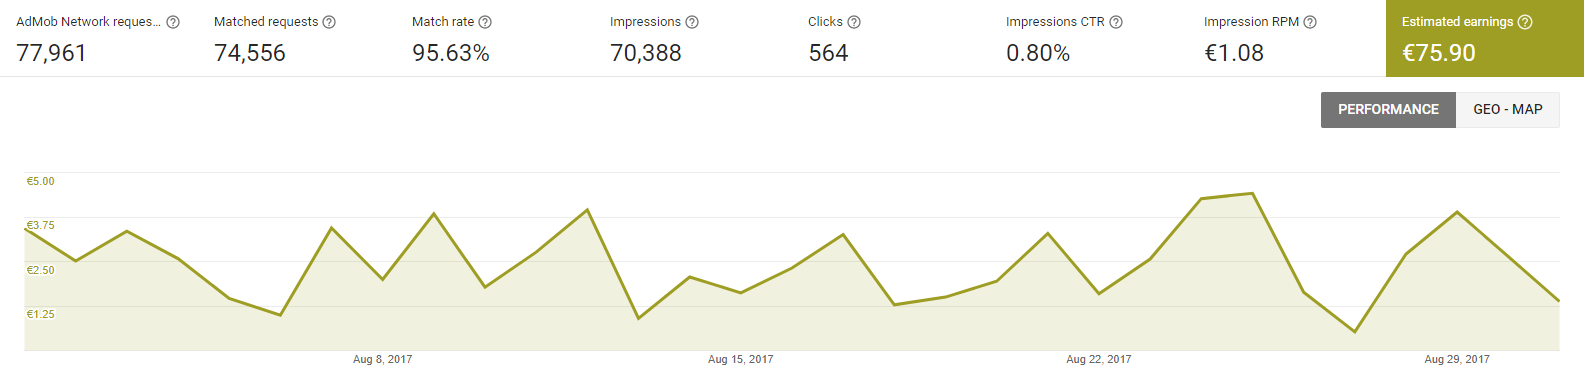 AdMob Network reques... Matched requests Match rate Impressions Clicks Impressions CTR Impression RPM Estimated earnings
77,961 74,556 95.63% 70,388 564 0.80% €1.08 €75.90
PERFORMANCE GEO - MAP
€5.00
€3.75
€2.50
€1.25
Aug 8, 2017 Aug 15, 2017 Aug 22, 2017 Aug 29, 2017